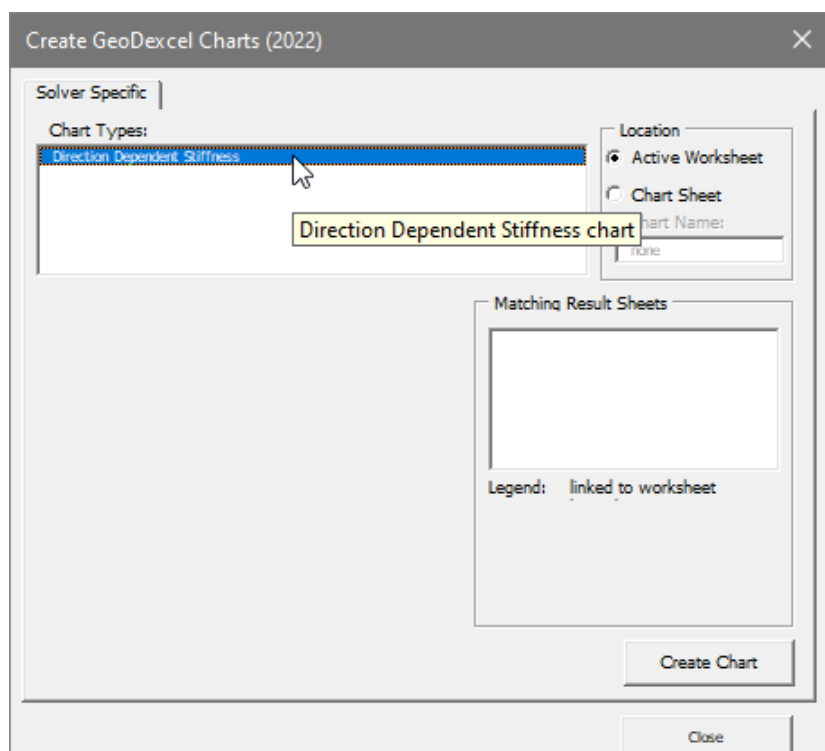 Create GeoDexcel Charts (2022)
Solver Specific
Chart Types:
Direction Dependent Stiffness
Direction Dependent Stiffness chart
Location
Active Worksheet
Chart Sheet
hart Name:
none
Matching Result Sheets
Legend: linked to worksheet
Create Chart
Close